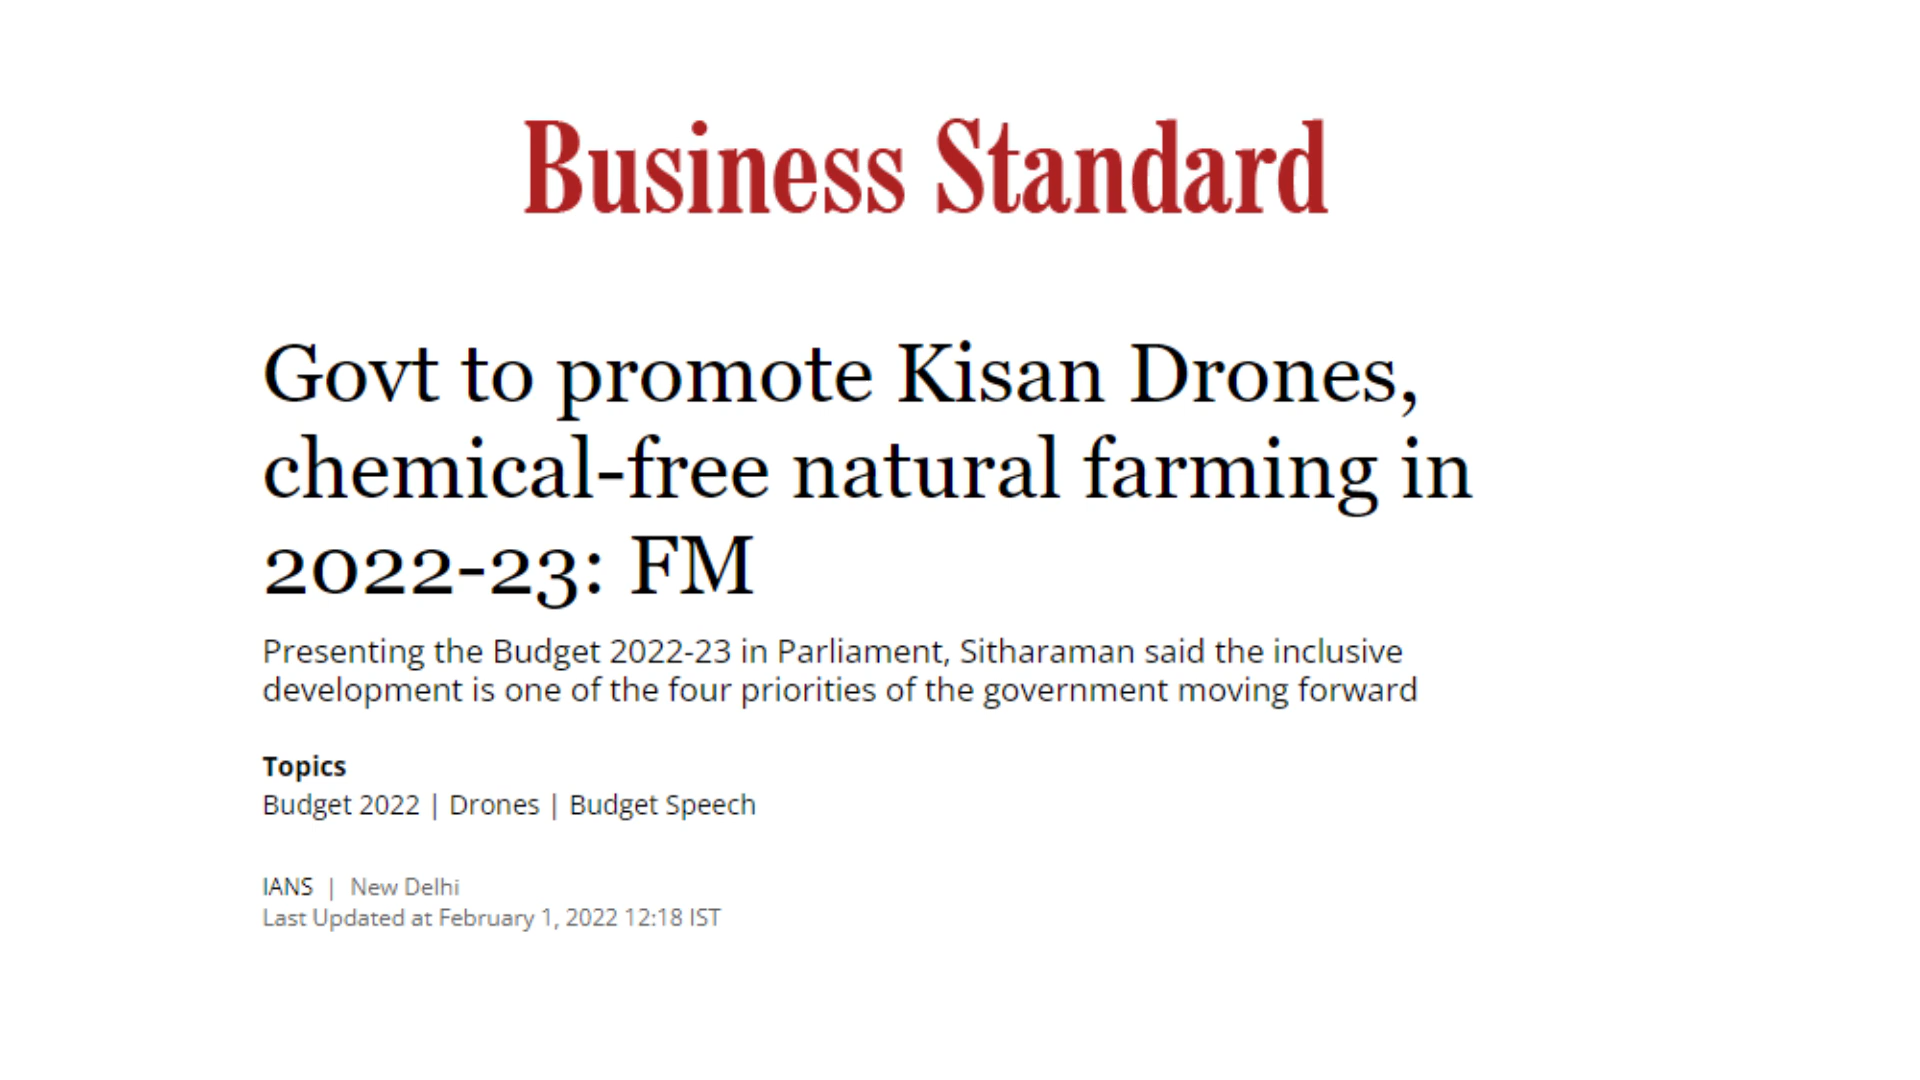 Business Standard
Govt to promote Kisan Drones,
chemical-free natural farming in
2022-23: FM
Presenting the Budget 2022-23 in Parliament, Sitharaman said the inclusive
development is one of the four priorities of the government moving forward
Topics
Budget 2022 | Drones | Budget Speech
IANS | New Delhi
Last Updated at February 1, 2022 12:18 IST